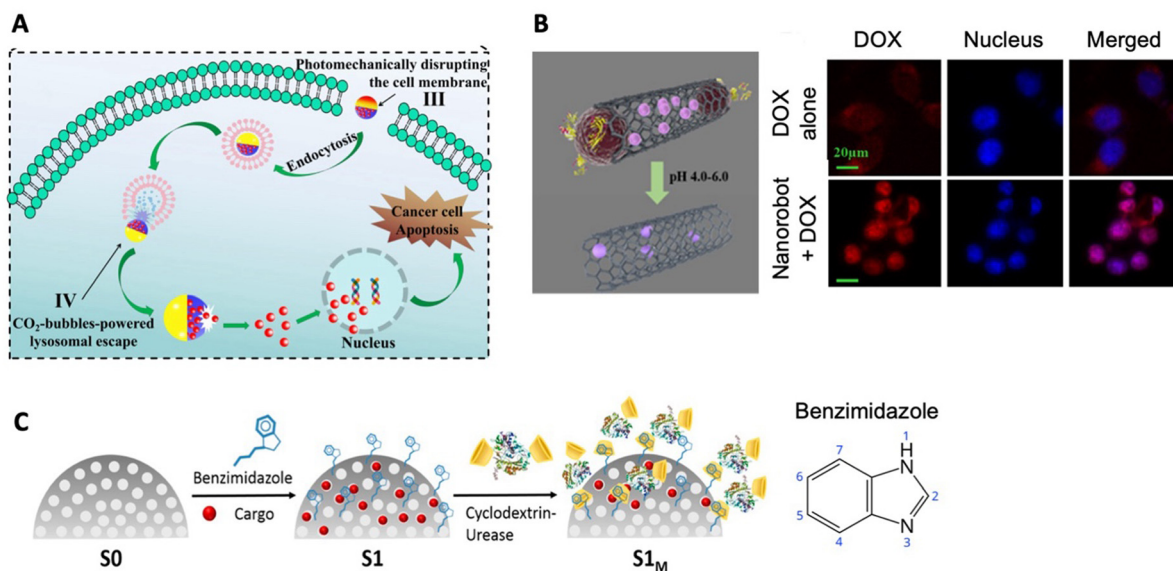 A
Photomechanically disrupting
the cell membrane
III
Endocytosis
Cancer cell
Apoptosis
IV
CO₂-bubbles-powered
lysosomal escape
Nucleus
B
pH 4.0-6.0
DOX
Nucleus
Merged
DOX
alone
20μm
Nanorobot
+ DOX
C
Benzimidazole
Cargo
Cyclodextrin-
Urease
S0
S1
S1M
Benzimidazole
1
H
N
7
6
2
5
N
4
3